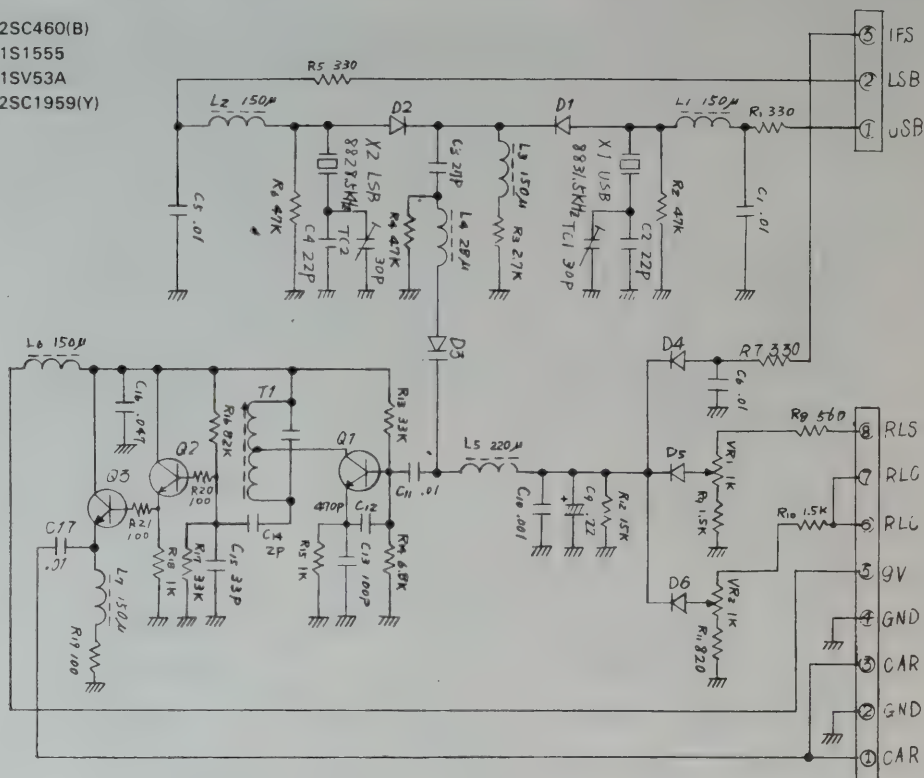 2SC460(B)
1S1555
1SV53A
2SC1959(Y)
③ IFS
② LSB
① USB
R5 330
L2 150μ
D2
D1
L1 150μ
R1 330
X2 LSB
8828.5KHz
C3 27P
L3 150μ
X1 USB
8831.5KHz
C5 .01
R6 47K
C4 22P
TC2
30P
R4 47K
L4 28μ
R3 2.7K
TC1 30P
C2 22P
R2 47K
C1 .01
D3
L6 150μ
D4
R7 330
C6 .01
C16 .047
R16 82K
T1
R13 33K
R8 560
⑧ RLS
Q3
Q2
R20
100
Q1
L5 220μ
D5
VR1
1K
⑦ RLC
R21
100
470P
C12
C11 .01
C10 .001
C9 .22
R12 15K
R9 1.5K
R10 1.5K
⑥ RLi
C17
.01
R18 1K
R17 33K
C15 33P
C14
2P
R15 1K
C13 100P
R14 6.8K
⑤ 9V
L7 150μ
D6
VR2 1K
④ GND
R19 100
R11 820
③ CAR
② GND
① CAR